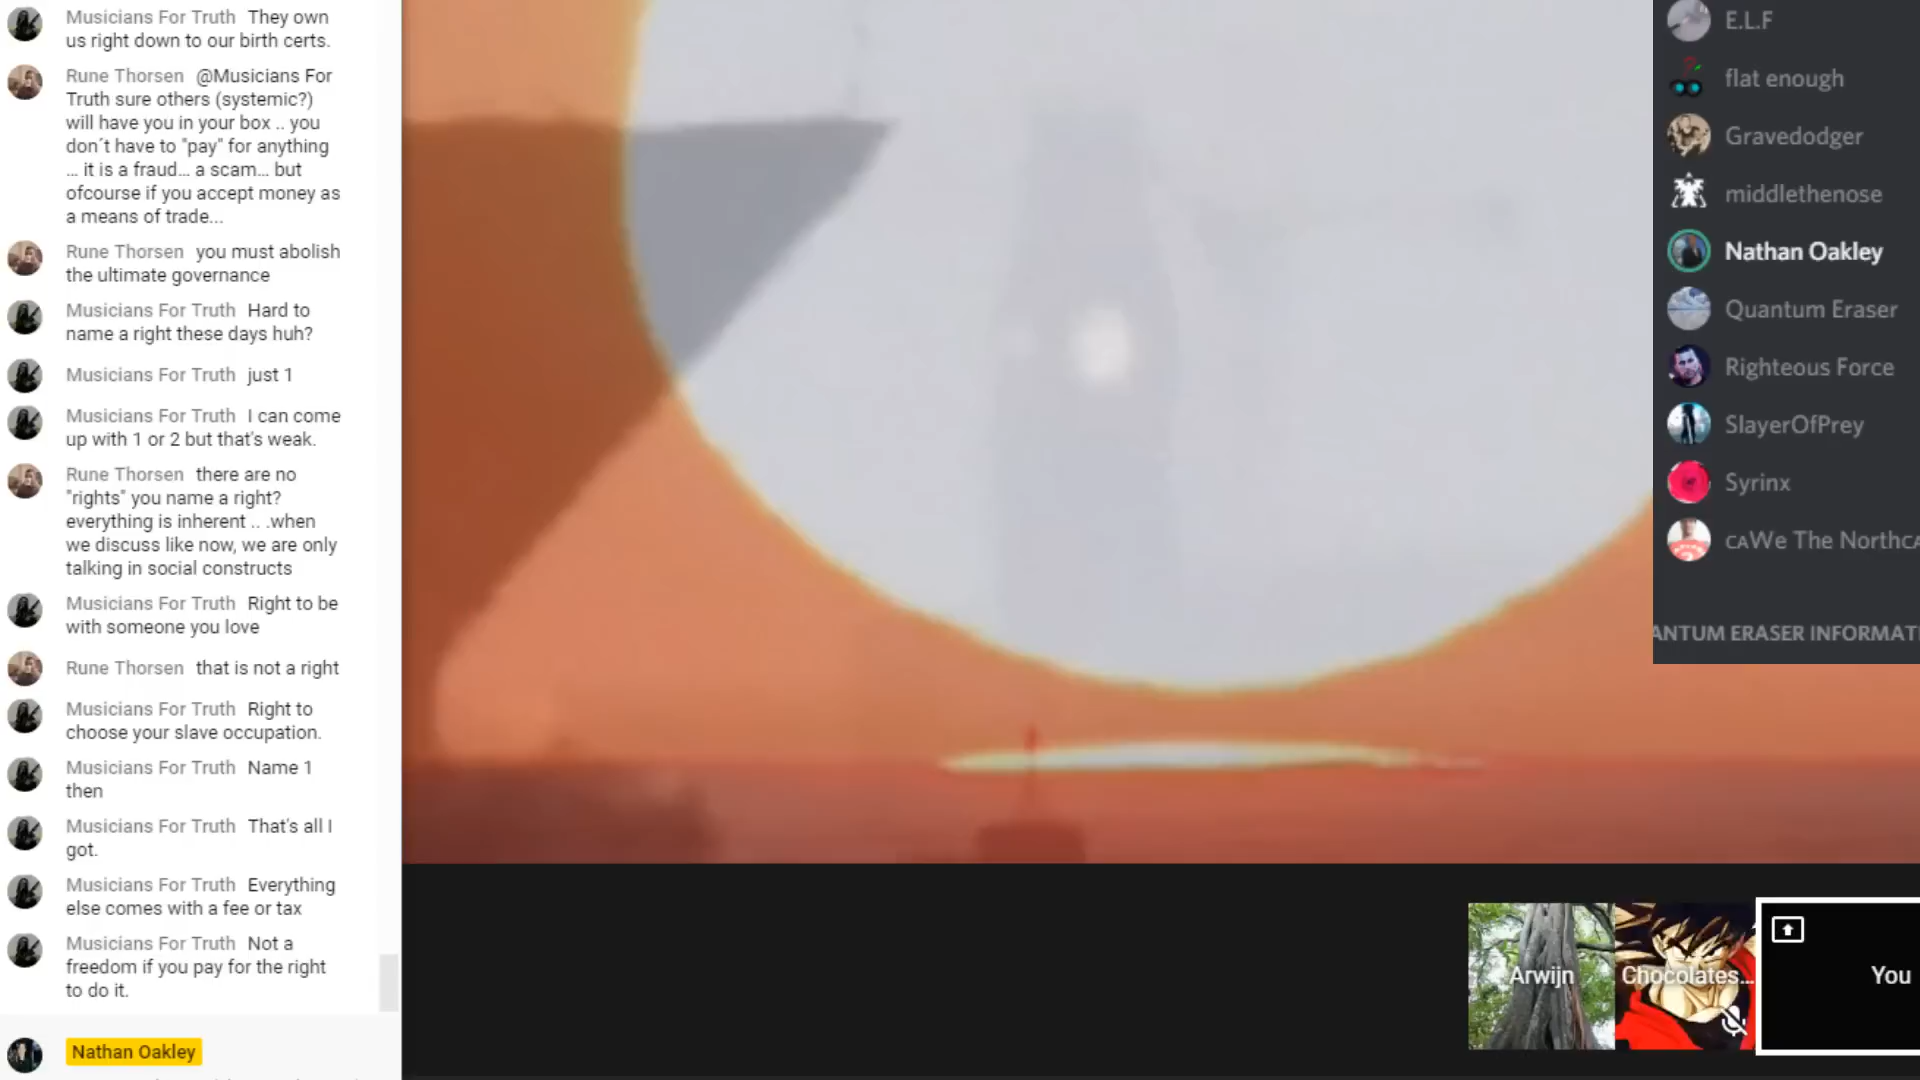 Musicians For Truth They own
us right down to our birth certs.
Rune Thorsen @Musicians For
Truth sure others (systemic?)
will have you in your box .. you
don´t have to "pay" for anything
... it is a fraud... a scam... but
ofcourse if you accept money as
a means of trade...
Rune Thorsen you must abolish
the ultimate governance
Musicians For Truth Hard to
name a right these days huh?
Musicians For Truth just 1
Musicians For Truth I can come
up with 1 or 2 but that's weak.
Rune Thorsen there are no
"rights" you name a right?
everything is inherent .. .when
we discuss like now, we are only
talking in social constructs
Musicians For Truth Right to be
with someone you love
Rune Thorsen that is not a right
Musicians For Truth Right to
choose your slave occupation.
Musicians For Truth Name 1
then
Musicians For Truth That's all I
got.
Musicians For Truth Everything
else comes with a fee or tax
Musicians For Truth Not a
freedom if you pay for the right
to do it.
Nathan Oakley
E.L.F
flat enough
Gravedodger
middlethenose
Nathan Oakley
Quantum Eraser
Righteous Force
SlayerOfPrey
Syrinx
CAWe The NorthCA
ANTUM ERASER INFORMATI
Arwijn
Chocolates...
You